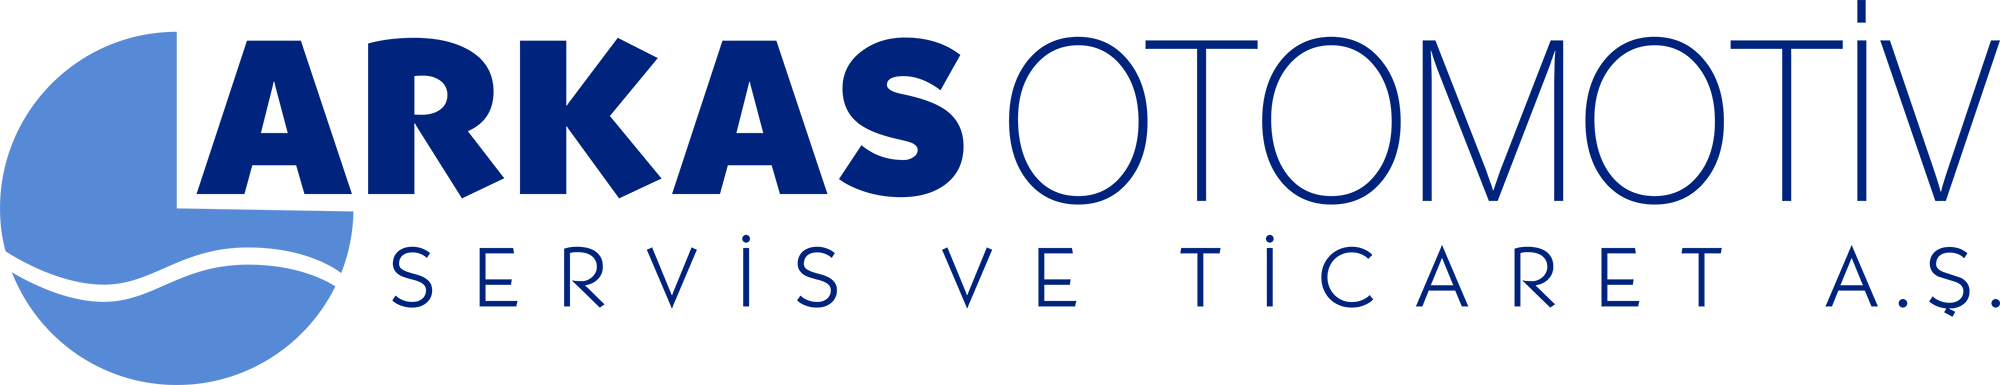 ARKAS OTOMOTİV
SERVİS VE TİCARET A.Ş.